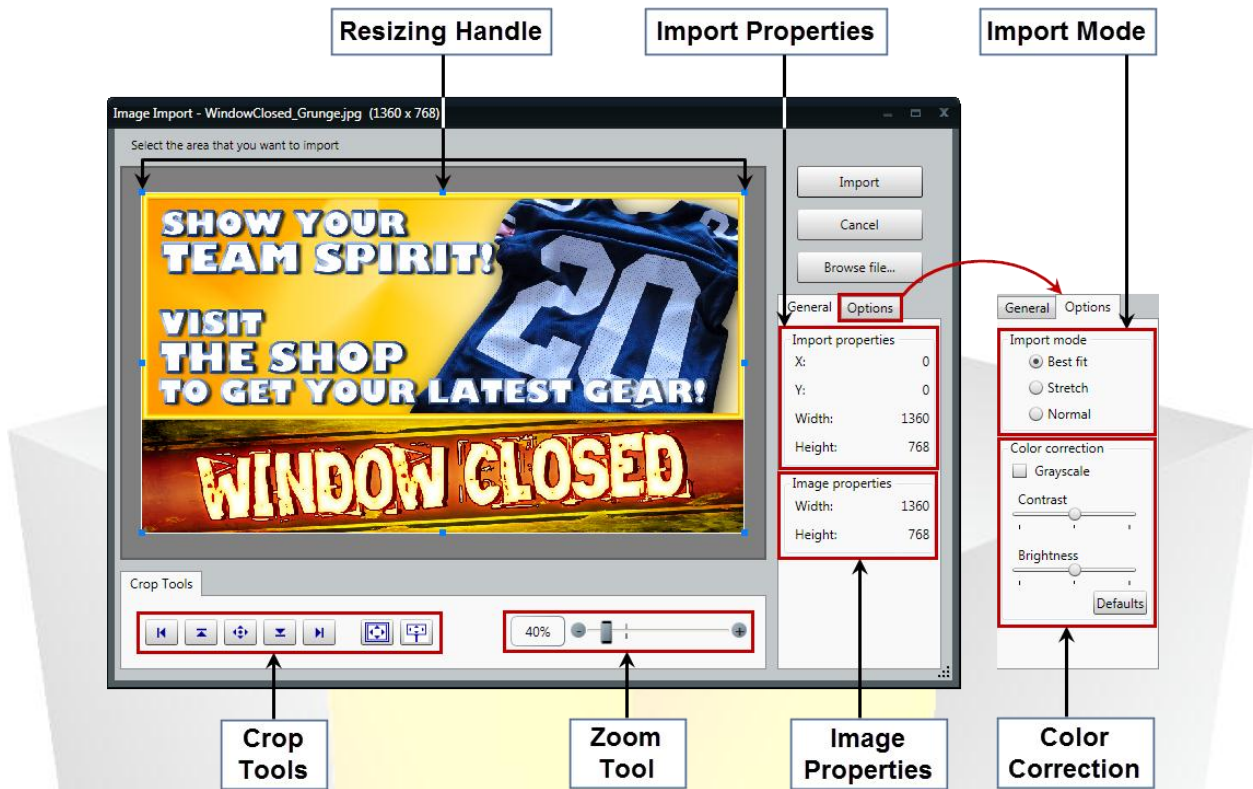 Resizing Handle
Import Properties
Import Mode
Image Import - WindowClosed_Grunge.jpg (1360 x 768)
Select the area that you want to import
SHOW YOUR
TEAM SPIRIT!
VISIT
THE SHOP
TO GET YOUR LATEST GEAR!
20
WINDOW CLOSED
Import
Cancel
Browse file...
General Options
Import properties
X: 0
Y: 0
Width: 1360
Height: 768
Image properties
Width: 1360
Height: 768
General Options
Import mode
Best fit
Stretch
Normal
Color correction
Grayscale
Contrast
Brightness
Defaults
Crop Tools
40%
Crop
Tools
Zoom
Tool
Image
Properties
Color
Correction